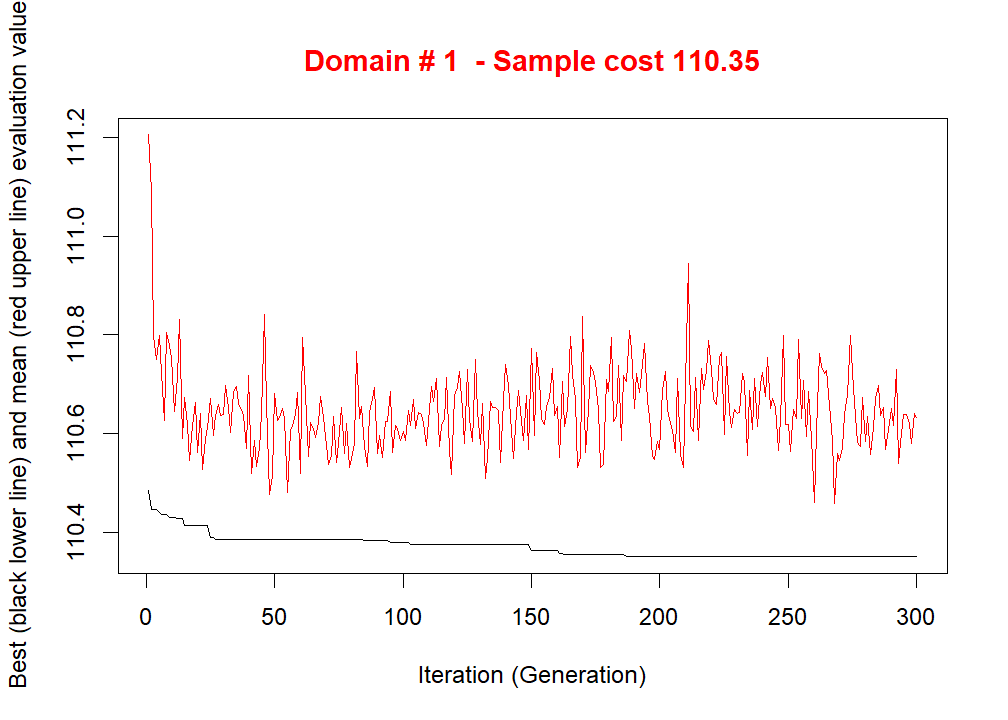 Domain # 1  - Sample cost 110.35
Best (black lower line) and mean (red upper line) evaluation value
111.2
111.0
110.8
110.6
110.4
0 50 100 150 200 250 300
Iteration (Generation)